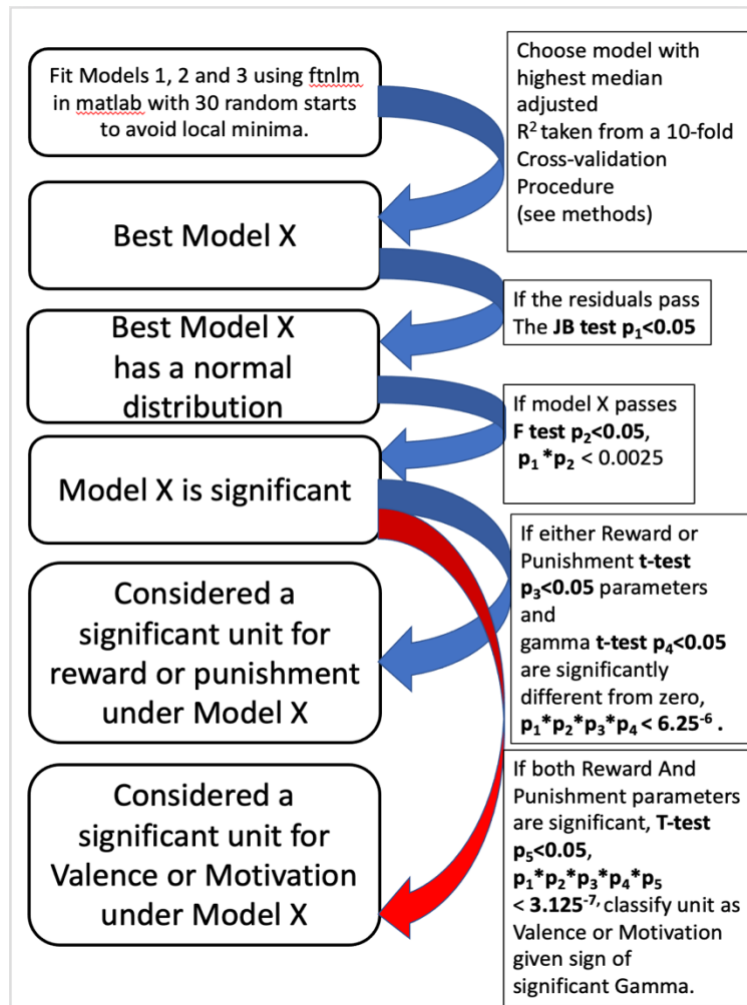 Fit Models 1, 2 and 3 using ftnlm
in matlab with 30 random starts
to avoid local minima.
Choose model with
highest median
adjusted
R² taken from a 10-fold
Cross-validation
Procedure
(see methods)
Best Model X
If the residuals pass
The JB test p₁<0.05
Best Model X
has a normal
distribution
If model X passes
F test p₂<0.05,
p₁*p₂ < 0.0025
Model X is significant
If either Reward or
Punishment t-test
p₃<0.05 parameters
and
gamma t-test p₄<0.05
are significantly
different from zero,
p₁*p₂*p₃*p₄< 6.25⁻⁶ .
Considered a
significant unit for
reward or punishment
under Model X
If both Reward And
Punishment parameters
are significant, T-test
p₅<0.05,
p₁*p₂*p₃*p₄*p₅
< 3.125⁻⁷, classify unit as
Valence or Motivation
given sign of
significant Gamma.
Considered a
significant unit for
Valence or Motivation
under Model X